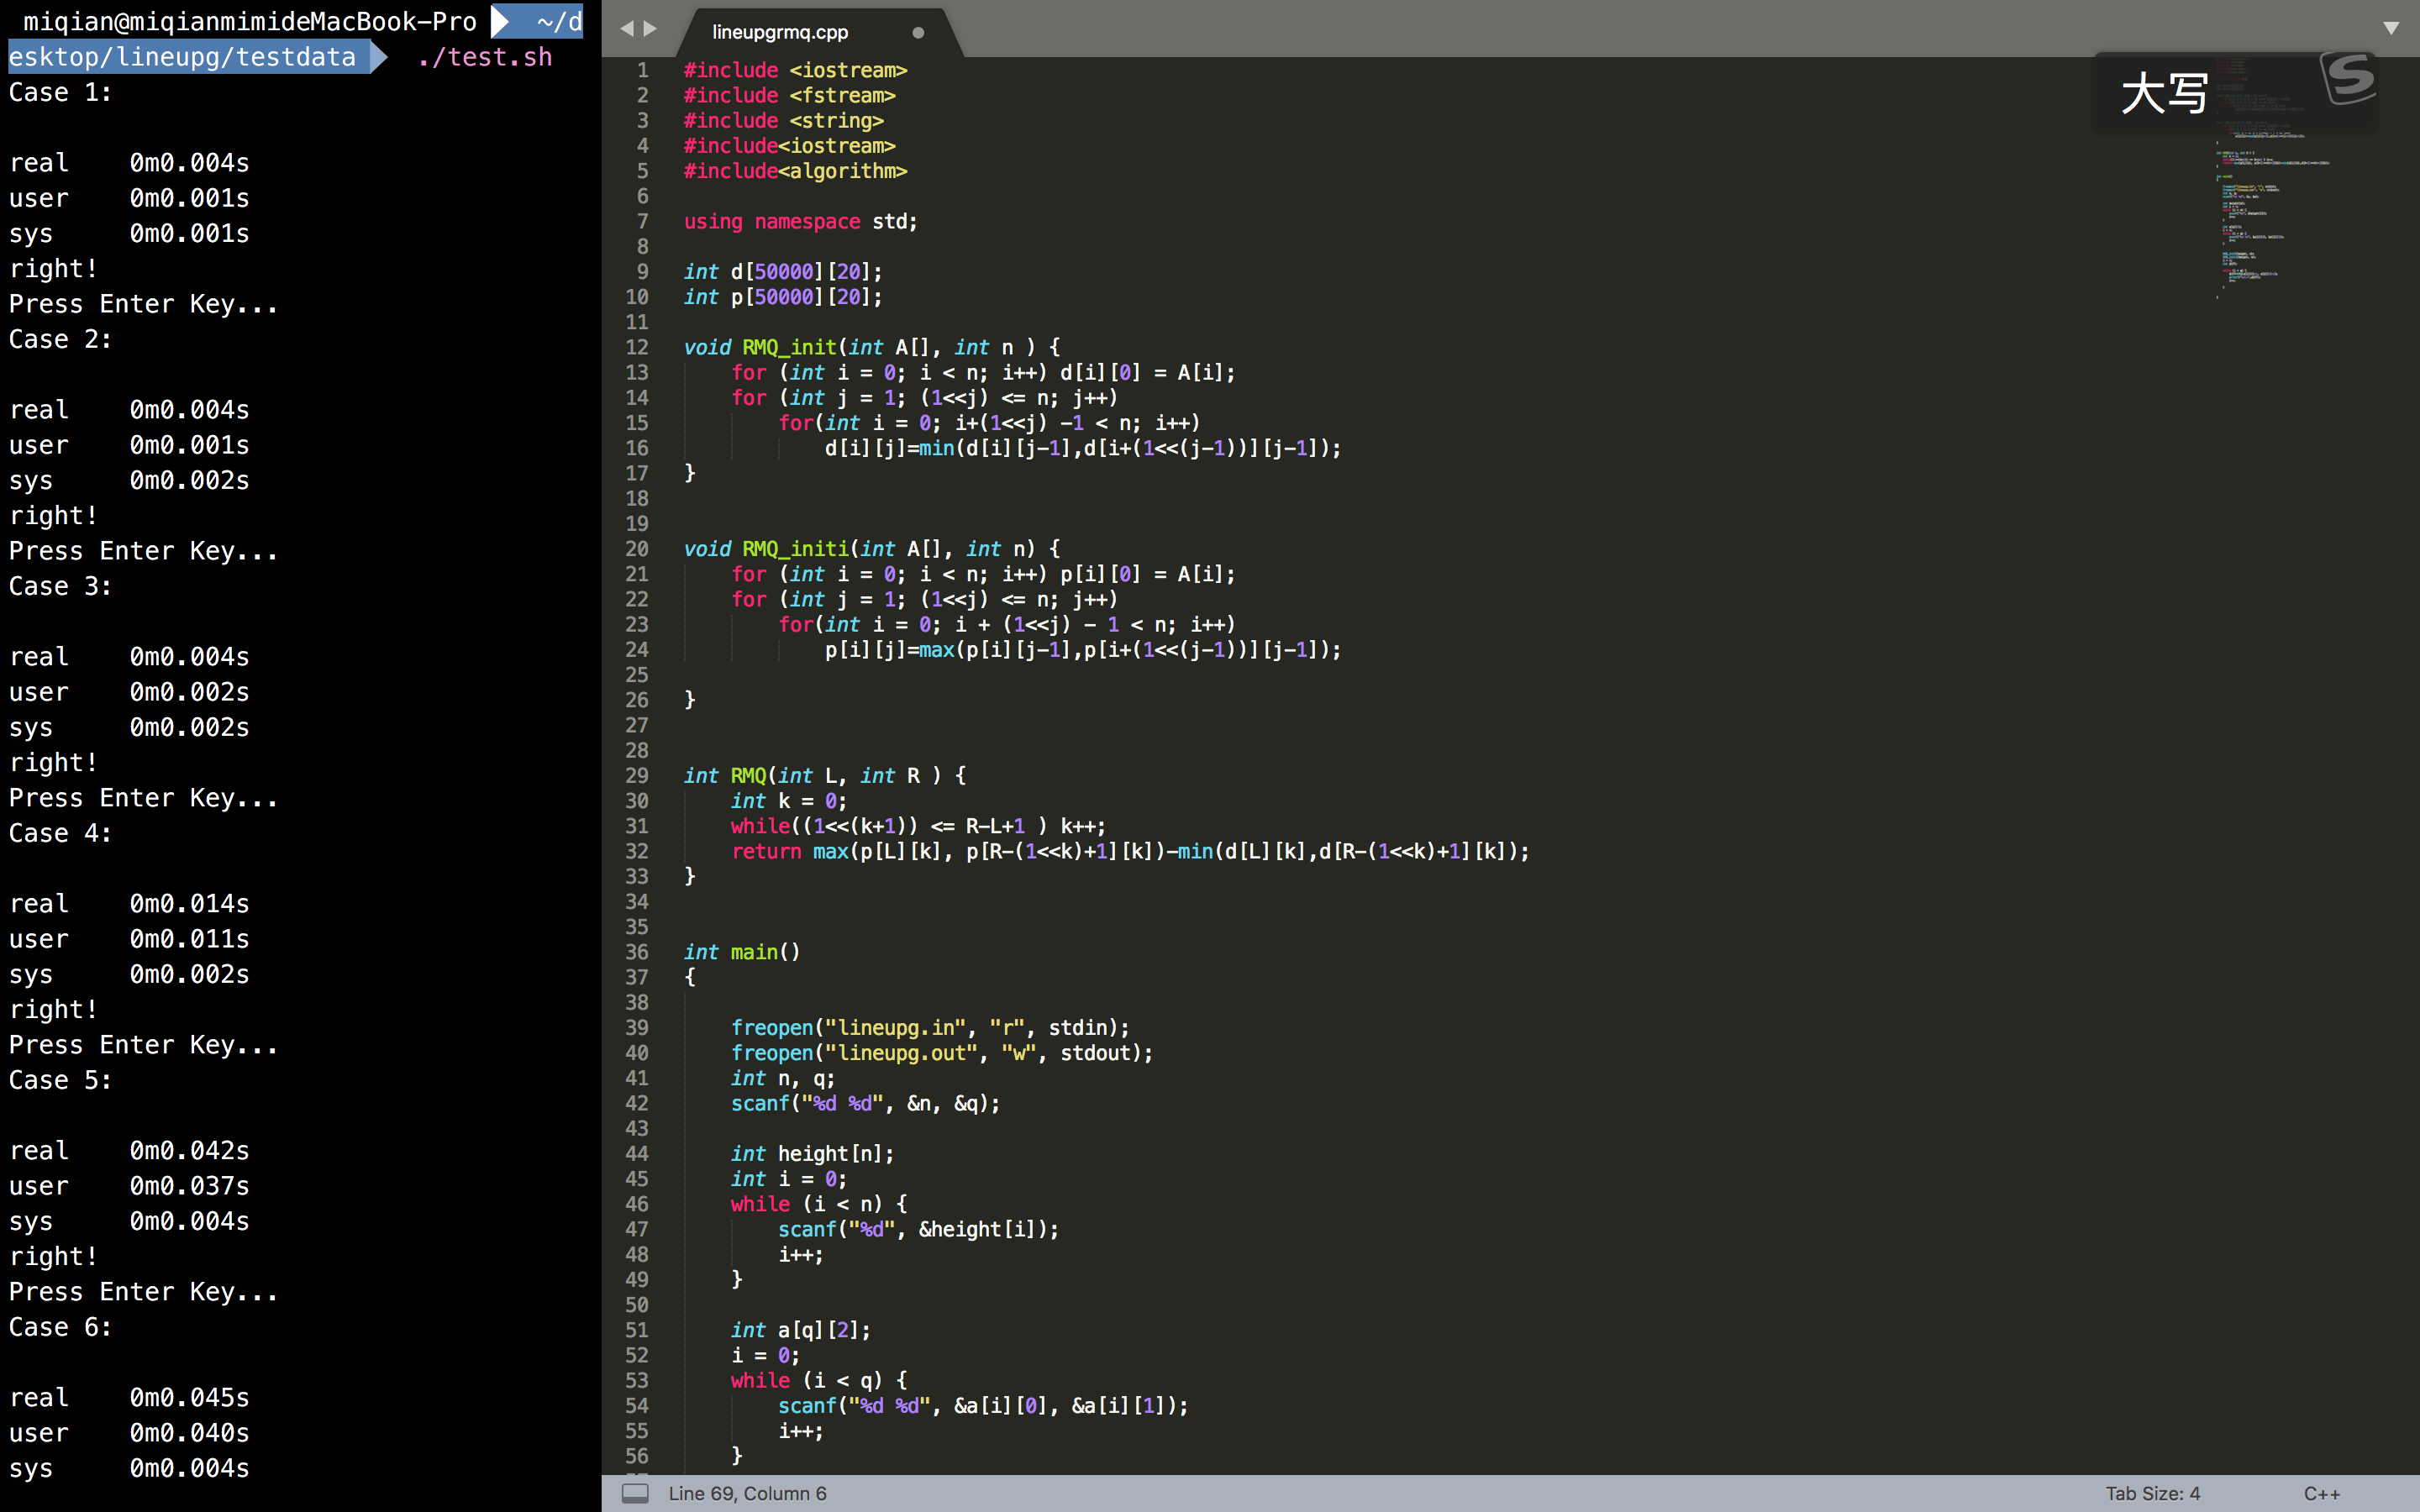 miqian@miqianmimideMacBook-Pro ~/d
esktop/lineupg/testdata ./test.sh
Case 1:
real 0m0.004s
user 0m0.001s
sys 0m0.001s
right!
Press Enter Key...
Case 2:
real 0m0.004s
user 0m0.001s
sys 0m0.002s
right!
Press Enter Key...
Case 3:
real 0m0.004s
user 0m0.002s
sys 0m0.002s
right!
Press Enter Key...
Case 4:
real 0m0.014s
user 0m0.011s
sys 0m0.002s
right!
Press Enter Key...
Case 5:
real 0m0.042s
user 0m0.037s
sys 0m0.004s
right!
Press Enter Key...
Case 6:
real 0m0.045s
user 0m0.040s
sys 0m0.004s
lineupgrmq.cpp
大写
S
1 #include <iostream>
2 #include <fstream>
3 #include <string>
4 #include<iostream>
5 #include<algorithm>
6
7 using namespace std;
8
9 int d[50000][20];
10 int p[50000][20];
11
12 void RMQ_init(int A[], int n ) {
13     for (int i = 0; i < n; i++) d[i][0] = A[i];
14     for (int j = 1; (1<<j) <= n; j++)
15         for(int i = 0; i+(1<<j) -1 < n; i++)
16             d[i][j]=min(d[i][j-1],d[i+(1<<(j-1))][j-1]);
17 }
18
19
20 void RMQ_initi(int A[], int n) {
21     for (int i = 0; i < n; i++) p[i][0] = A[i];
22     for (int j = 1; (1<<j) <= n; j++)
23         for(int i = 0; i + (1<<j) - 1 < n; i++)
24             p[i][j]=max(p[i][j-1],p[i+(1<<(j-1))][j-1]);
25
26 }
27
28
29 int RMQ(int L, int R ) {
30     int k = 0;
31     while((1<<(k+1)) <= R-L+1 ) k++;
32     return max(p[L][k], p[R-(1<<k)+1][k])-min(d[L][k],d[R-(1<<k)+1][k]);
33 }
34
35
36 int main()
37 {
38
39     freopen("lineupg.in", "r", stdin);
40     freopen("lineupg.out", "w", stdout);
41     int n, q;
42     scanf("%d %d", &n, &q);
43
44     int height[n];
45     int i = 0;
46     while (i < n) {
47         scanf("%d", &height[i]);
48         i++;
49     }
50
51     int a[q][2];
52     i = 0;
53     while (i < q) {
54         scanf("%d %d", &a[i][0], &a[i][1]);
55         i++;
56     }
Line 69, Column 6
Tab Size: 4
C++